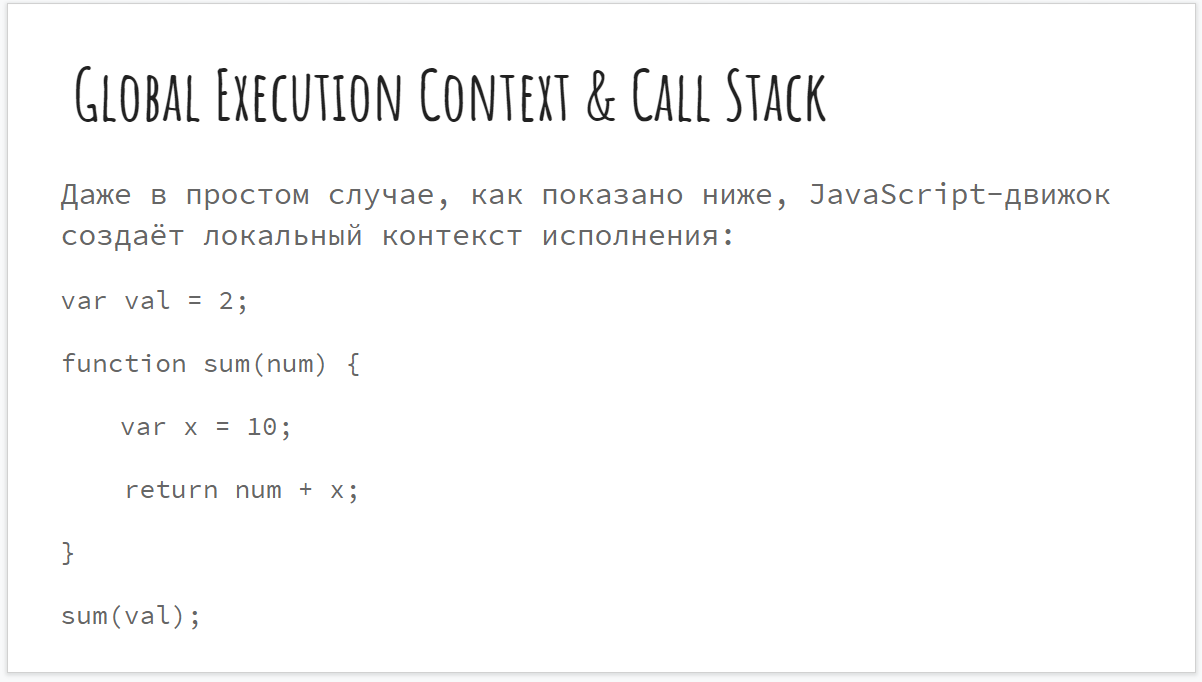 Global Execution Context & Call Stack
Даже в простом случае, как показано ниже, JavaScript-движок
создаёт локальный контекст исполнения:
var val = 2;
function sum(num) {
var x = 10;
return num + x;
}
sum(val);